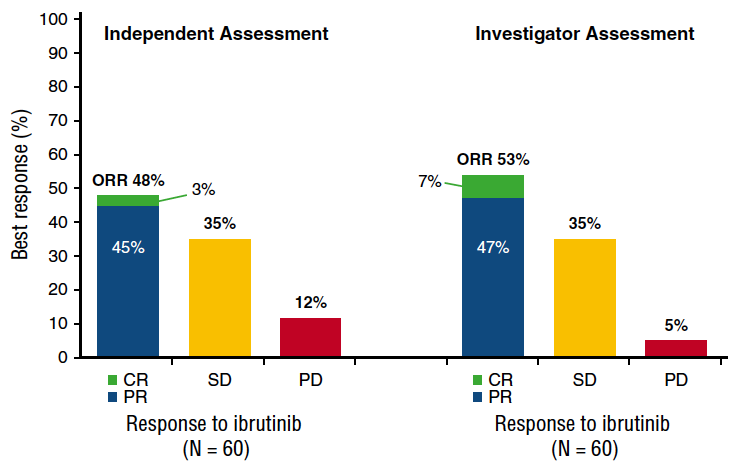 Best response (%)
100
90
80
70
60
50
40
30
20
10
0
Independent Assessment
ORR 48%
3%
45%
35%
12%
CR
PR
SD
PD
Response to ibrutinib
(N = 60)
Investigator Assessment
ORR 53%
7%
47%
35%
5%
CR
PR
SD
PD
Response to ibrutinib
(N = 60)